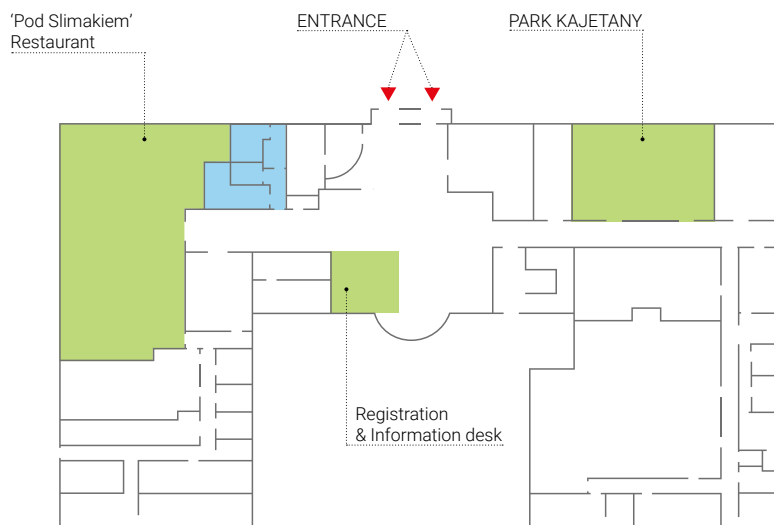 ‘Pod Slimakiem’
Restaurant
ENTRANCE
PARK KAJETANY
Registration
& Information desk